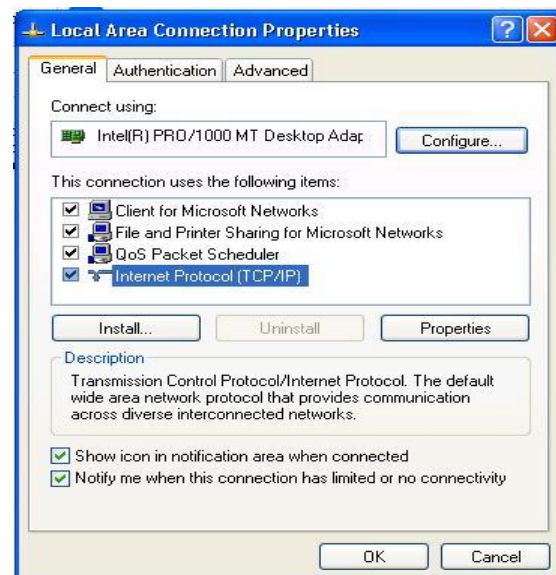 Local Area Connection Properties
General Authentication Advanced
Connect using:
Intel(R) PRO/1000 MT Desktop Adap
Configure...
This connection uses the following items:
Client for Microsoft Networks
File and Printer Sharing for Microsoft Networks
QoS Packet Scheduler
Internet Protocol (TCP/IP)
Install... Uninstall Properties
Description
Transmission Control Protocol/Internet Protocol. The default
wide area network protocol that provides communication
across diverse interconnected networks.
Show icon in notification area when connected
Notify me when this connection has limited or no connectivity
OK Cancel